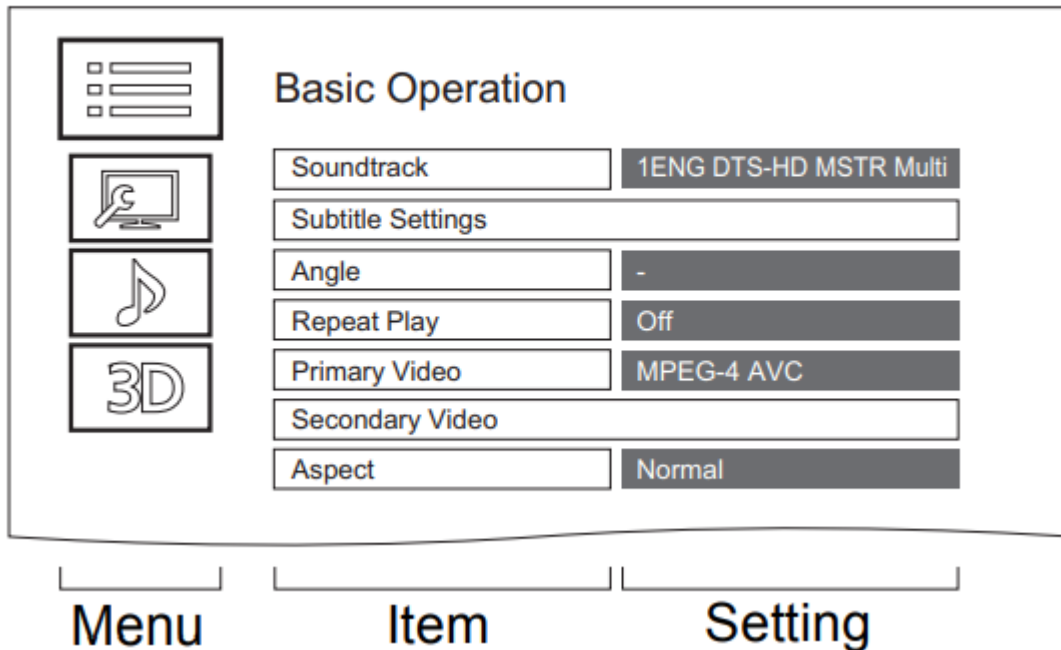 Basic Operation
Soundtrack 1ENG DTS-HD MSTR Multi
Subtitle Settings
Angle -
Repeat Play Off
Primary Video MPEG-4 AVC
3D
Secondary Video
Aspect Normal
Menu Item Setting